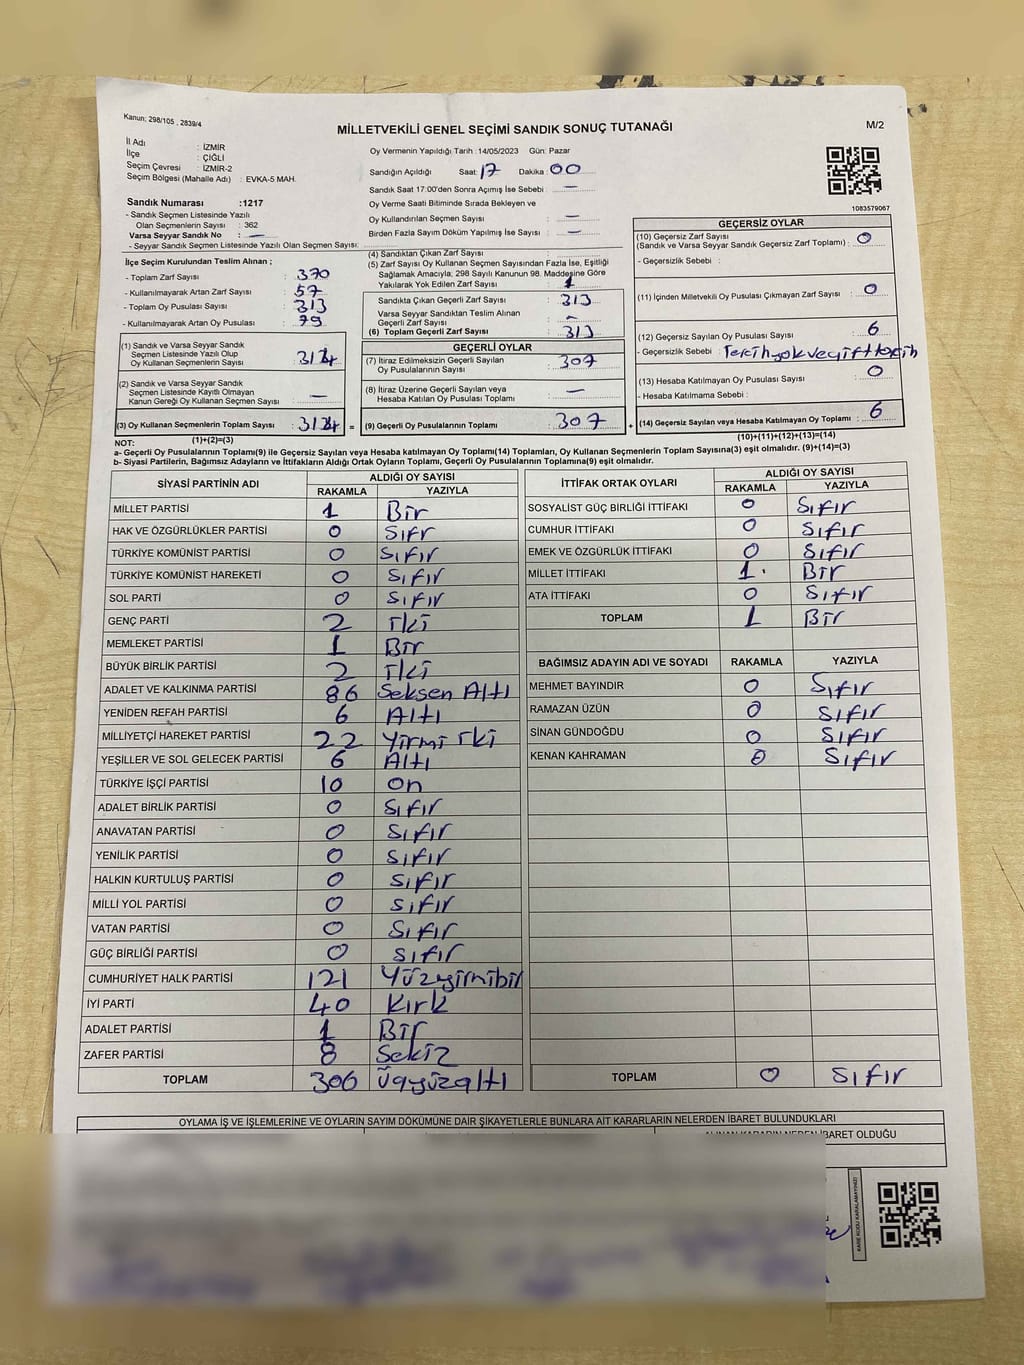 Kanun: 298/105 , 2839/4
MİLLETVEKİLİ GENEL SEÇİMİ SANDIK SONUÇ TUTANAĞI
M/2
İl Adı : İZMİR
İlçe : ÇİĞLİ
Seçim Çevresi : İZMİR-2
Seçim Bölgesi (Mahalle Adı) : EVKA-5 MAH.
Sandık Numarası :1217
- Sandık Seçmen Listesinde Yazılı
Olan Seçmenlerin Sayısı : 362
Varsa Seyyar Sandık No : —
- Seyyar Sandık Seçmen Listesinde Yazılı Olan Seçmen Sayısı:
Oy Vermenin Yapıldığı Tarih : 14/05/2023 Gün: Pazar
Sandığın Açıldığı Saat: 17 Dakika: 00
Sandık Saat 17:00'den Sonra Açımış İse Sebebi : —
Oy Verme Saati Bitiminde Sırada Bekleyen ve
Oy Kullandırılan Seçmen Sayısı : —
Birden Fazla Sayım Döküm Yapılmış İse Sayısı : —
1083579067
İlçe Seçim Kurulundan Teslim Alınan ;
- Toplam Zarf Sayısı : 370
- Kullanılmayarak Artan Zarf Sayısı : 57
- Toplam Oy Pusulası Sayısı : 313
- Kullanılmayarak Artan Oy Pusulası : 79
(1) Sandık ve Varsa Seyyar Sandık
Seçmen Listesinde Yazılı Olup
Oy Kullanan Seçmenlerin Sayısı :
(2) Sandık ve Varsa Seyyar Sandık
Seçmen Listesinde Kayıtlı Olmayan
Kanun Gereği Oy Kullanan Seçmen Sayısı : —
(3) Oy Kullanan Seçmenlerin Toplam Sayısı : =
(1)+(2)=(3)
(4) Sandıktan Çıkan Zarf Sayısı :
(5) Zarf Sayısı Oy Kullanan Seçmen Sayısından Fazla İse, Eşitliği
Sağlamak Amacıyla; 298 Sayılı Kanunun 98. Maddesine Göre
Yakılarak Yok Edilen Zarf Sayısı : 1
Sandıkta Çıkan Geçerli Zarf Sayısı : 313
Varsa Seyyar Sandıktan Teslim Alınan
Geçerli Zarf Sayısı : -
(6) Toplam Geçerli Zarf Sayısı : 313
GEÇERLİ OYLAR
(7) İtiraz Edilmeksizin Geçerli Sayılan
Oy Pusulalarının Sayısı : 307
(8) İtiraz Üzerine Geçerli Sayılan veya
Hesaba Katılan Oy Pusulaları Toplamı : —
(9) Geçerli Oy Pusulalarının Toplamı : 307 +
GEÇERSİZ OYLAR
(10) Geçersiz Zarf Sayısı
(Sandık ve Varsa Seyyar Sandık Geçersiz Zarf Toplamı) : 0
- Geçersizlik Sebebi :
(11) İçinden Milletvekili Oy Pusulası Çıkmayan Zarf Sayısı : 0
(12) Geçersiz Sayılan Oy Pusulası Sayısı : 6
- Geçersizlik Sebebi : Tercih yok ve çift tercih
(13) Hesaba Katılmayan Oy Pusulası Sayısı : 0
- Hesaba Katılmama Sebebi :
(14) Geçersiz Sayılan veya Hesaba Katılmayan Oy Toplamı : 6
(10)+(11)+(12)+(13)=(14)
NOT:
a- Geçerli Oy Pusulalarının Toplamı(9) ile Geçersiz Sayılan veya Hesaba katılmayan Oy Toplamı(14) Toplamları, Oy Kullanan Seçmenlerin Toplam Sayısına(3) eşit olmalıdır. (9)+(14)=(3)
b- Siyasi Partilerin, Bağımsız Adayların ve İttifakların Aldığı Ortak Oyların Toplamı, Geçerli Oy Pusulalarının Toplamına(9) eşit olmalıdır.
SİYASİ PARTİNİN ADI ALDIĞI OY SAYISI
RAKAMLA YAZIYLA
MİLLET PARTİSİ 1 Bir
HAK VE ÖZGÜRLÜKLER PARTİSİ 0 Sıfr
TÜRKİYE KOMÜNİST PARTİSİ 0 Sıfır
TÜRKİYE KOMÜNİST HAREKETİ 0 Sıfır
SOL PARTİ 0 Sıfır
GENÇ PARTİ 2 İki
MEMLEKET PARTİSİ 1 Bir
BÜYÜK BİRLİK PARTİSİ 2 İki
ADALET VE KALKINMA PARTİSİ 86 Seksen Altı
YENİDEN REFAH PARTİSİ 6 Altı
MİLLİYETÇİ HAREKET PARTİSİ 22 Yirmi İki
YEŞİLLER VE SOL GELECEK PARTİSİ 6 Altı
TÜRKİYE İŞÇİ PARTİSİ 10 On
ADALET BİRLİK PARTİSİ 0 Sıfır
ANAVATAN PARTİSİ 0 Sıfır
YENİLİK PARTİSİ 0 Sıfır
HALKIN KURTULUŞ PARTİSİ 0 Sıfır
MİLLİ YOL PARTİSİ 0 Sıfır
VATAN PARTİSİ 0 Sıfır
GÜÇ BİRLİĞİ PARTİSİ 0 Sıfır
CUMHURİYET HALK PARTİSİ 121 Yüzyirmibir
İYİ PARTİ 40 Kırk
ADALET PARTİSİ 1 Bir
ZAFER PARTİSİ 8 Sekiz
TOPLAM 306 Üçyüzaltı
İTTİFAK ORTAK OYLARI ALDIĞI OY SAYISI
RAKAMLA YAZIYLA
SOSYALİST GÜÇ BİRLİĞİ İTTİFAKI 0 Sıfır
CUMHUR İTTİFAKI 0 Sıfır
EMEK VE ÖZGÜRLÜK İTTİFAKI 0 Sıfır
MİLLET İTTİFAKI 1. Bir
ATA İTTİFAKI 0 Sıfır
TOPLAM 1 Bir
BAĞIMSIZ ADAYIN ADI VE SOYADI RAKAMLA YAZIYLA
MEHMET BAYINDIR 0 Sıfır
RAMAZAN ÜZÜN 0 Sıfır
SİNAN GÜNDOĞDU 0 Sıfır
KENAN KAHRAMAN 0 Sıfır
TOPLAM 0 Sıfır
OYLAMA İŞ VE İŞLEMLERİNE VE OYLARIN SAYIM DÖKÜMÜNE DAİR ŞİKAYETLERLE BUNLARA AİT KARARLARIN NELERDEN İBARET BULUNDUKLARI
ALINAN KARARIN NEDEN İBARET OLDUĞU
KARE KODU KARALAMAYINIZ!